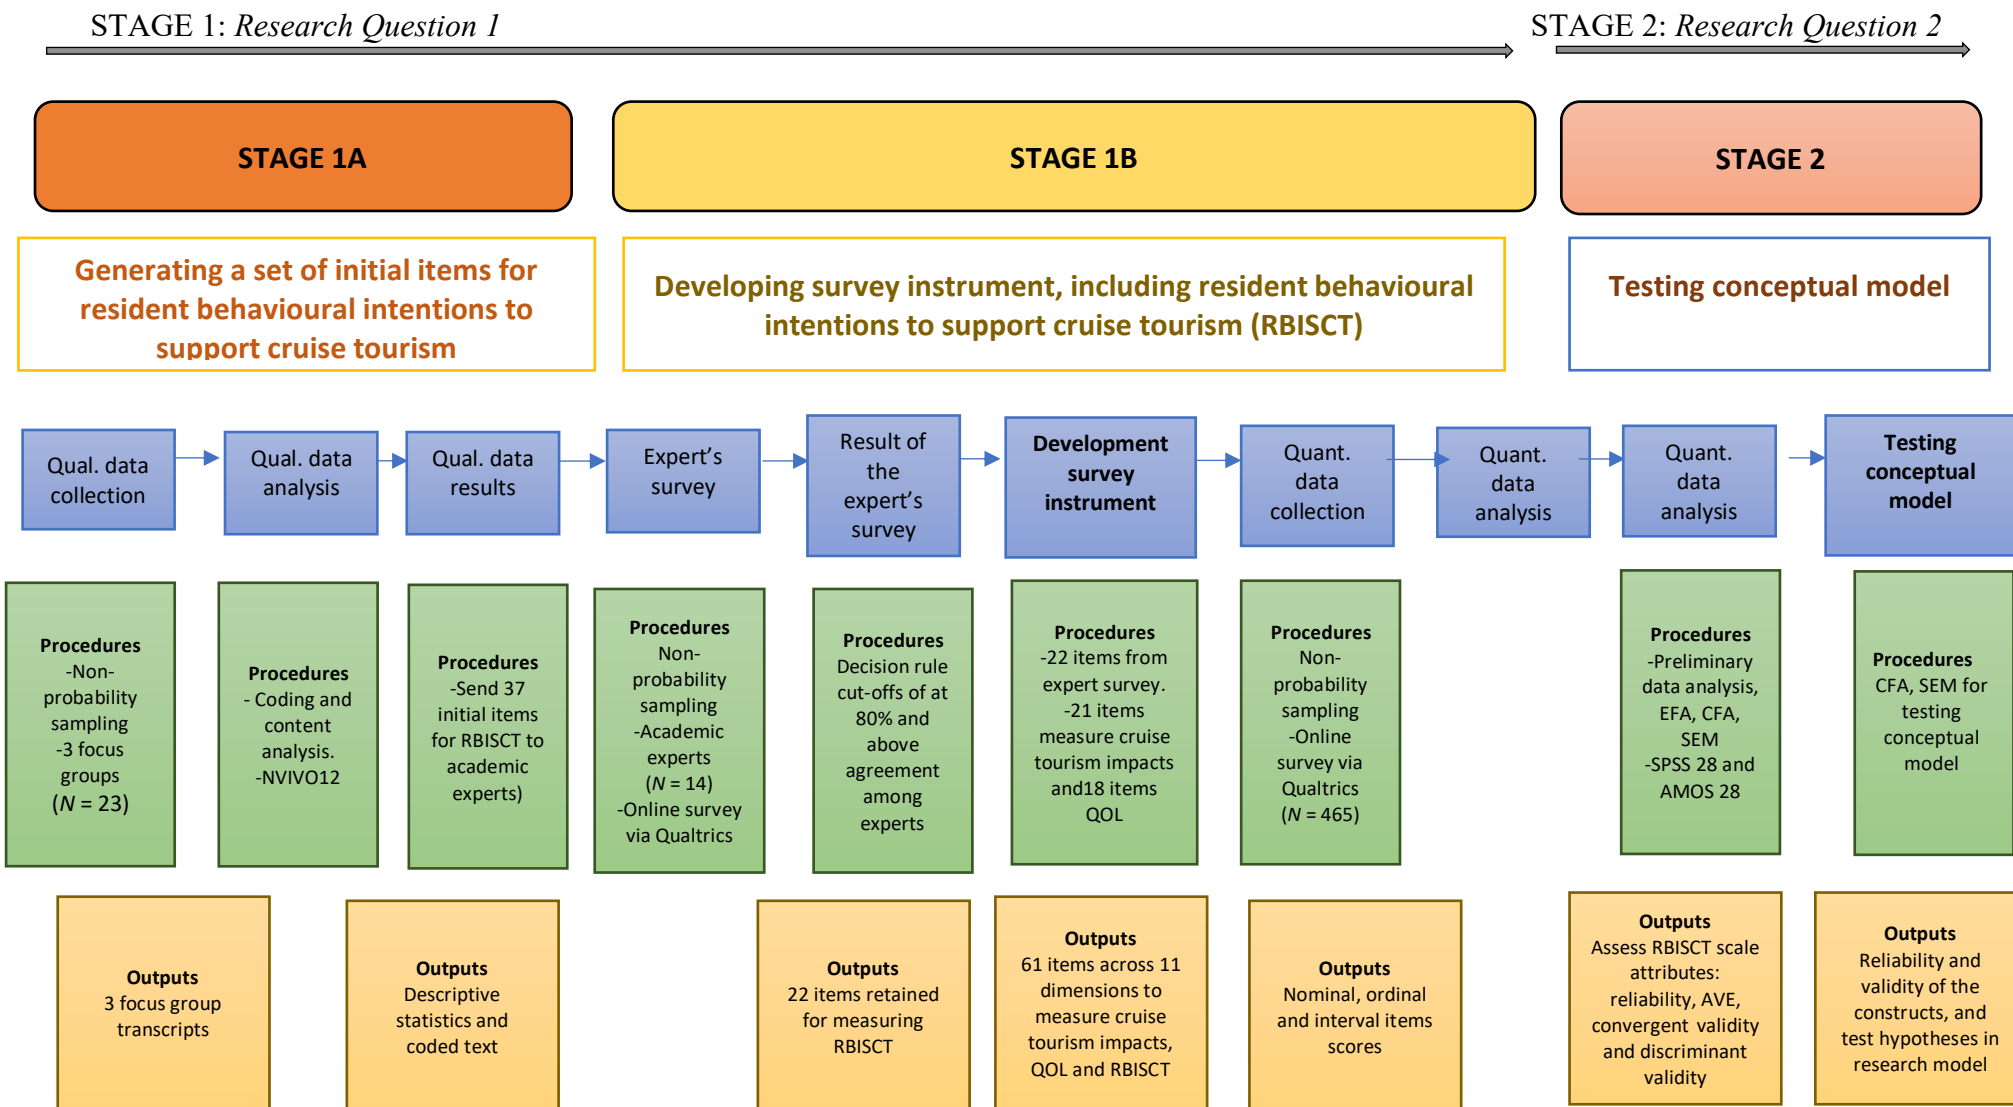 STAGE 1: Research Question 1
STAGE 2: Research Question 2
STAGE 1A
STAGE 1B
STAGE 2
Generating a set of initial items for
resident behavioural intentions to
support cruise tourism
Developing survey instrument, including resident behavioural
intentions to support cruise tourism (RBISCT)
Testing conceptual model
Qual. data
collection
Qual. data
analysis
Qual. data
results
Expert’s
survey
Result of
the
expert’s
survey
Development
survey
instrument
Quant.
data
collection
Quant.
data
analysis
Quant.
data
analysis
Testing
conceptual
model
Procedures
-Non-
probability
sampling
-3 focus
groups
(N = 23)
Procedures
- Coding and
content
analysis.
-NVIVO12
Procedures
-Send 37
initial items
for RBISCT to
academic
experts)
Procedures
Non-
probability
sampling
-Academic
experts
(N = 14)
-Online survey
via Qualtrics
Procedures
Decision rule
cut-offs of at
80% and
above
agreement
among
experts
Procedures
-22 items from
expert survey.
-21 items
measure cruise
tourism impacts
and18 items
QOL
Procedures
Non-
probability
sampling
-Online
survey via
Qualtrics
(N = 465)
Procedures
-Preliminary
data analysis,
EFA, CFA,
SEM
-SPSS 28 and
AMOS 28
Procedures
CFA, SEM for
testing
conceptual
model
Outputs
3 focus group
transcripts
Outputs
Descriptive
statistics and
coded text
Outputs
22 items retained
for measuring
RBISCT
Outputs
61 items across 11
dimensions to
measure cruise
tourism impacts,
QOL and RBISCT
Outputs
Nominal, ordinal
and interval items
scores
Outputs
Assess RBISCT scale
attributes:
reliability, AVE,
convergent validity
and discriminant
validity
Outputs
Reliability and
validity of the
constructs, and
test hypotheses in
research model